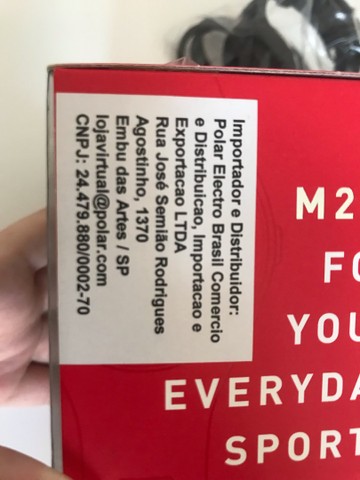 Importador e Distribuidor:
Polar Electro Brasil Comercio
e Distribuicao, Importacao e
Exportacao LTDA
Rua José Semião Rodrigues
Agostinho, 1370
Embu das Artes / SP
lojavirtual@polar.com
CNPJ: 24.479.880/0002-70
M2
FO
YOU
EVERYDA
SPORT